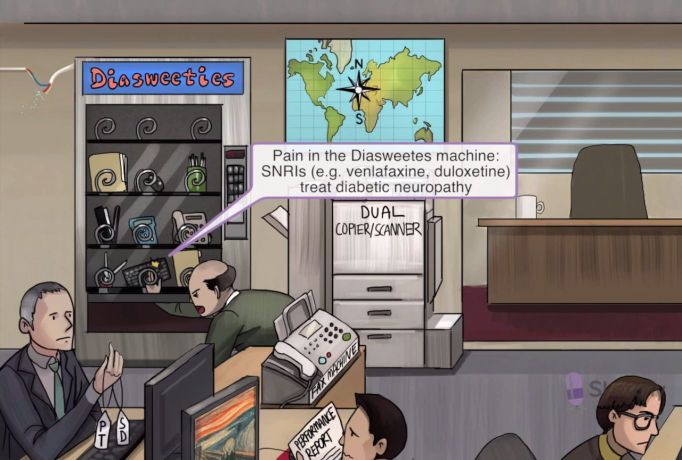 Diasweeties
N
S
Pain in the Diasweetes machine:
SNRIs (e.g. venlafaxine, duloxetine)
treat diabetic neuropathy
DUAL
COPIER/SCANNER
FAX MACHINE
P T
S D
PERFORMANCE
REPORT